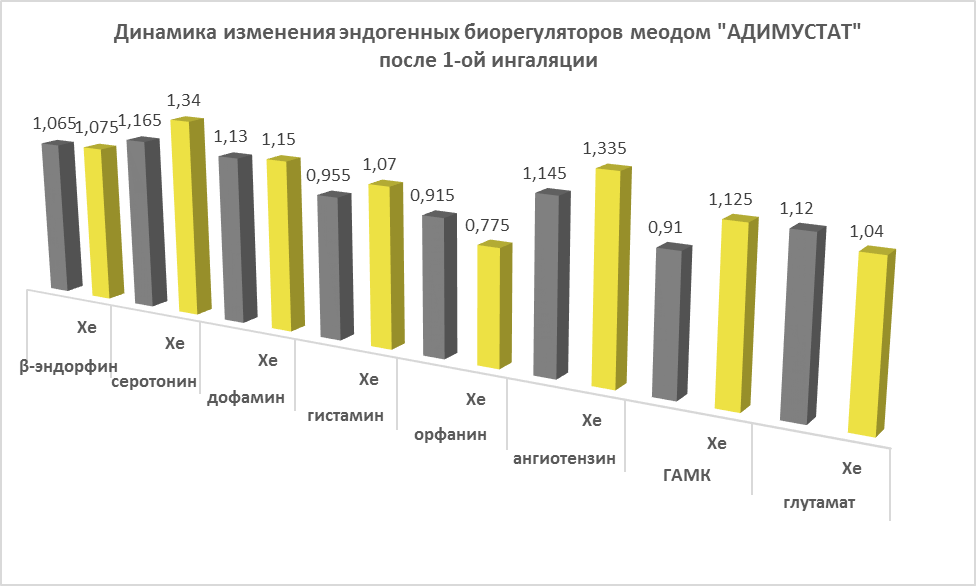 Динамика изменения эндогенных биорегуляторов меодом "АДИМУСТАТ"
после 1-ой ингаляции
1,065
1,075
1,165
1,34
1,13
1,15
0,955
1,07
0,915
0,775
1,145
1,335
0,91
1,125
1,12
1,04
Xe
β-эндорфин
Xe
серотонин
Xe
дофамин
Xe
гистамин
Xe
орфанин
Xe
ангиотензин
Xe
ГАМК
Xe
глутамат